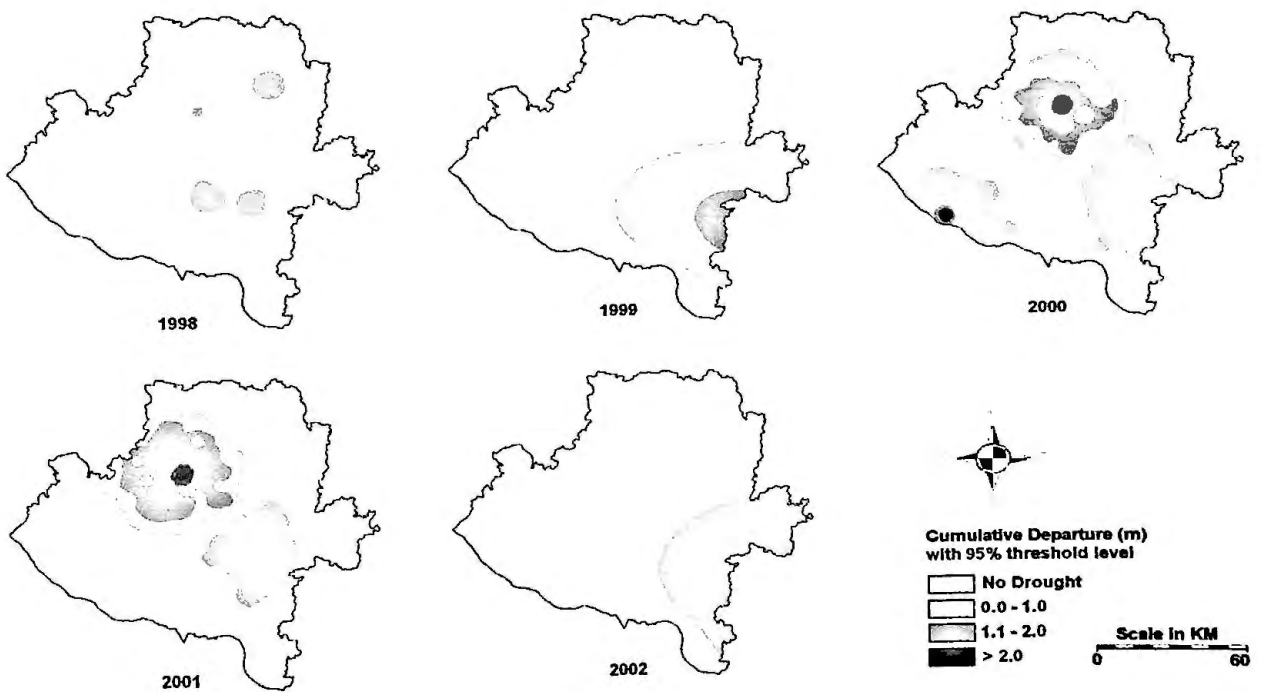 1998
1999
2000
2001
2002
Cumulative Departure (m)
with 95% threshold level
No Drought
0.0 - 1.0
1.1 - 2.0
> 2.0
Scale in KM
0 60